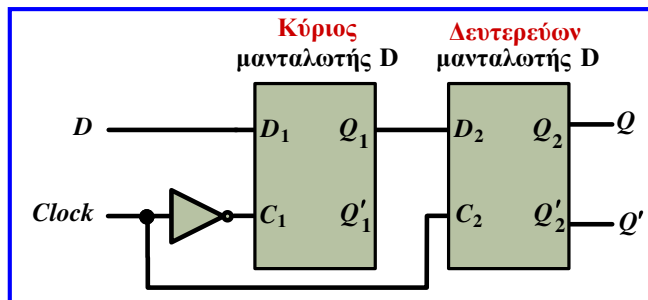 Κύριος
μανταλωτής D
Δευτερεύων
μανταλωτής D
D
D₁
Q₁
D₂
Q₂
Q
Clock
C₁
Q′₁
C₂
Q′₂
Q′